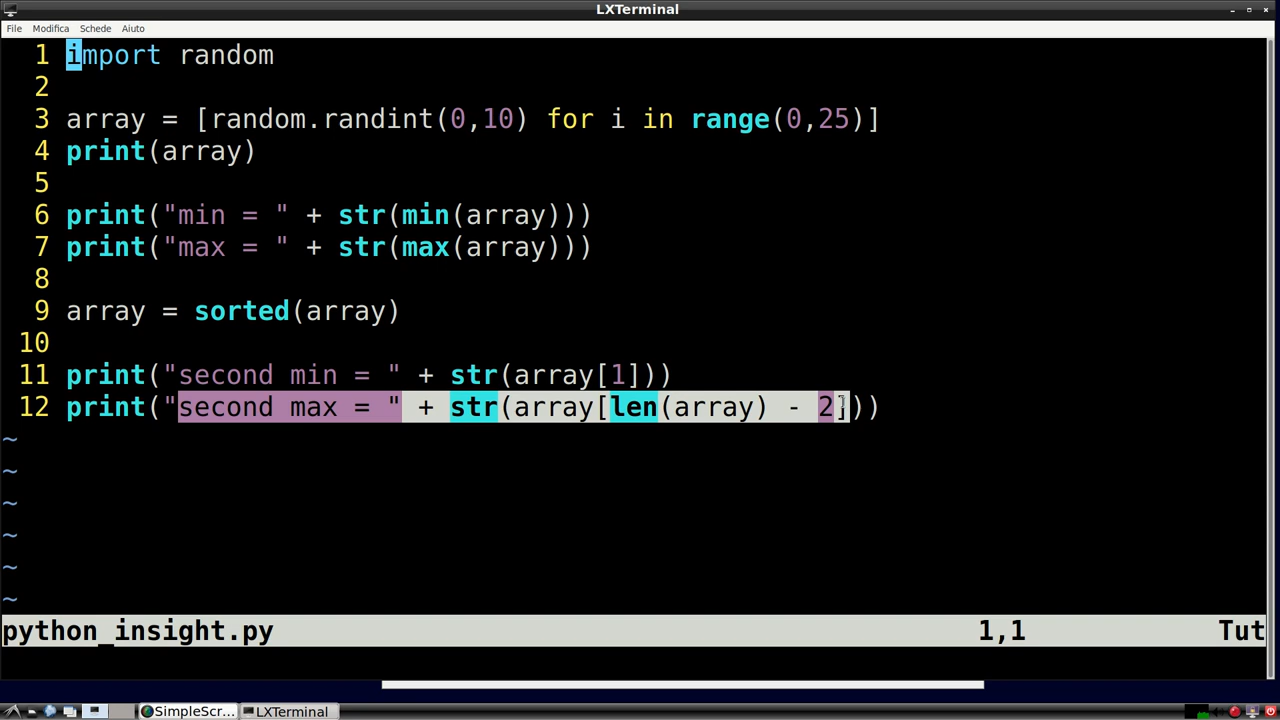 LXTerminal
File Modifica Schede Aiuto
1 import random
2
3 array = [random.randint(0,10) for i in range(0,25)]
4 print(array)
5
6 print("min = " + str(min(array)))
7 print("max = " + str(max(array)))
8
9 array = sorted(array)
10
11 print("second min = " + str(array[1]))
12 print("second max = " + str(array[len(array) - 2]))
~
~
~
~
~
~
python_insight.py 1,1 Tut
SimpleScr... LXTerminal